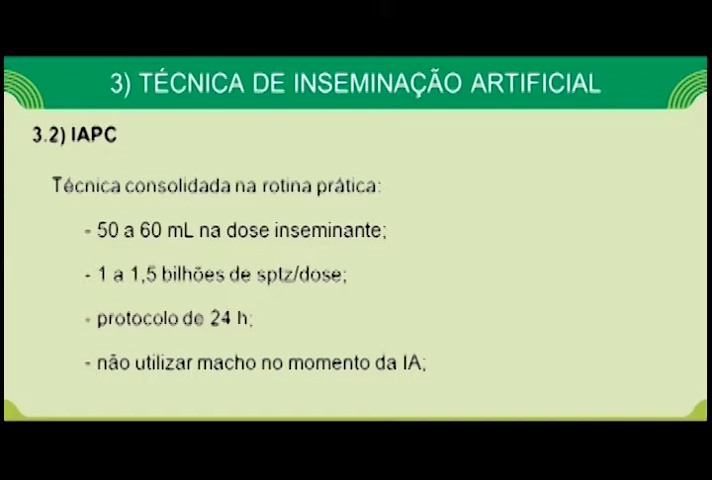 3) TÉCNICA DE INSEMINAÇÃO ARTIFICIAL
3.2) IAPC
Técnica consolidada na rotina prática:
- 50 a 60 mL na dose inseminante;
- 1 a 1,5 bilhões de sptz/dose;
- protocolo de 24 h;
- não utilizar macho no momento da IA;